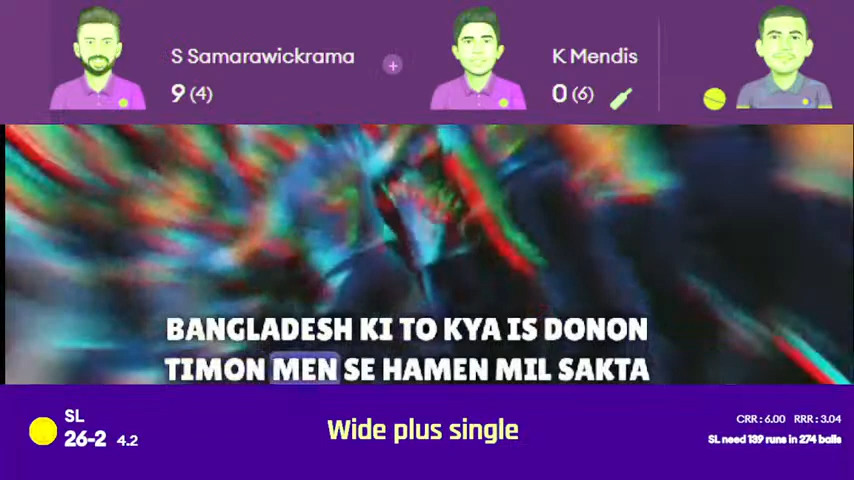 S Samarawickrama
9 (4)
+
K Mendis
0 (6)
BANGLADESH KI TO KYA IS DONON
TIMON MEN SE HAMEN MIL SAKTA
SL
26-2 4.2
Wide plus single
CRR : 6.00 RRR : 3.04
SL need 139 runs in 274 balls